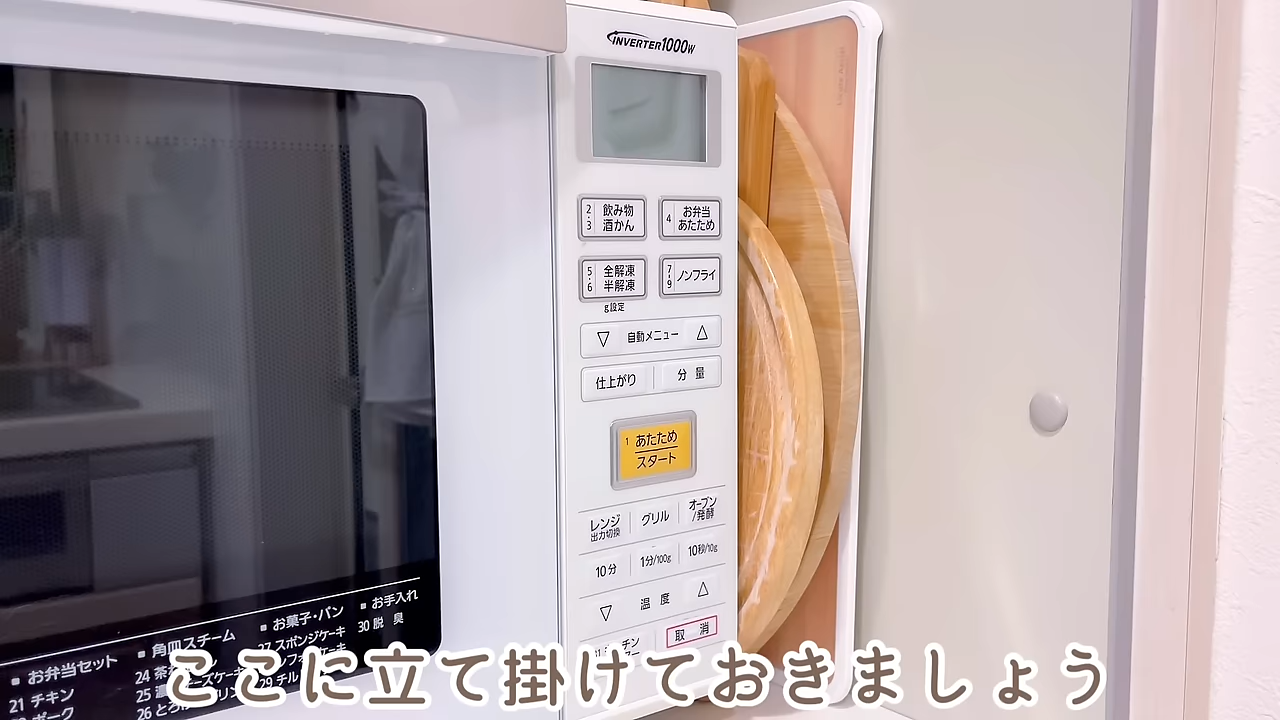 INVERTER1000W
2・3 飲み物 酒かん
4 お弁当 あたため
5・6 全解凍 半解凍
7・9 ノンフライ
g設定
▽ 自動メニュー △
仕上がり 分量
1 あたため
スタート
レンジ 出力切換 グリル オーブン/発酵
10分 1分/100g 10秒/10g
▽ 温度 △
取消
お弁当セット
21 チキン
角皿スチーム
お菓子・パン
27 スポンジケーキ
お手入れ
30 脱臭
ここに立て掛けておきましょう